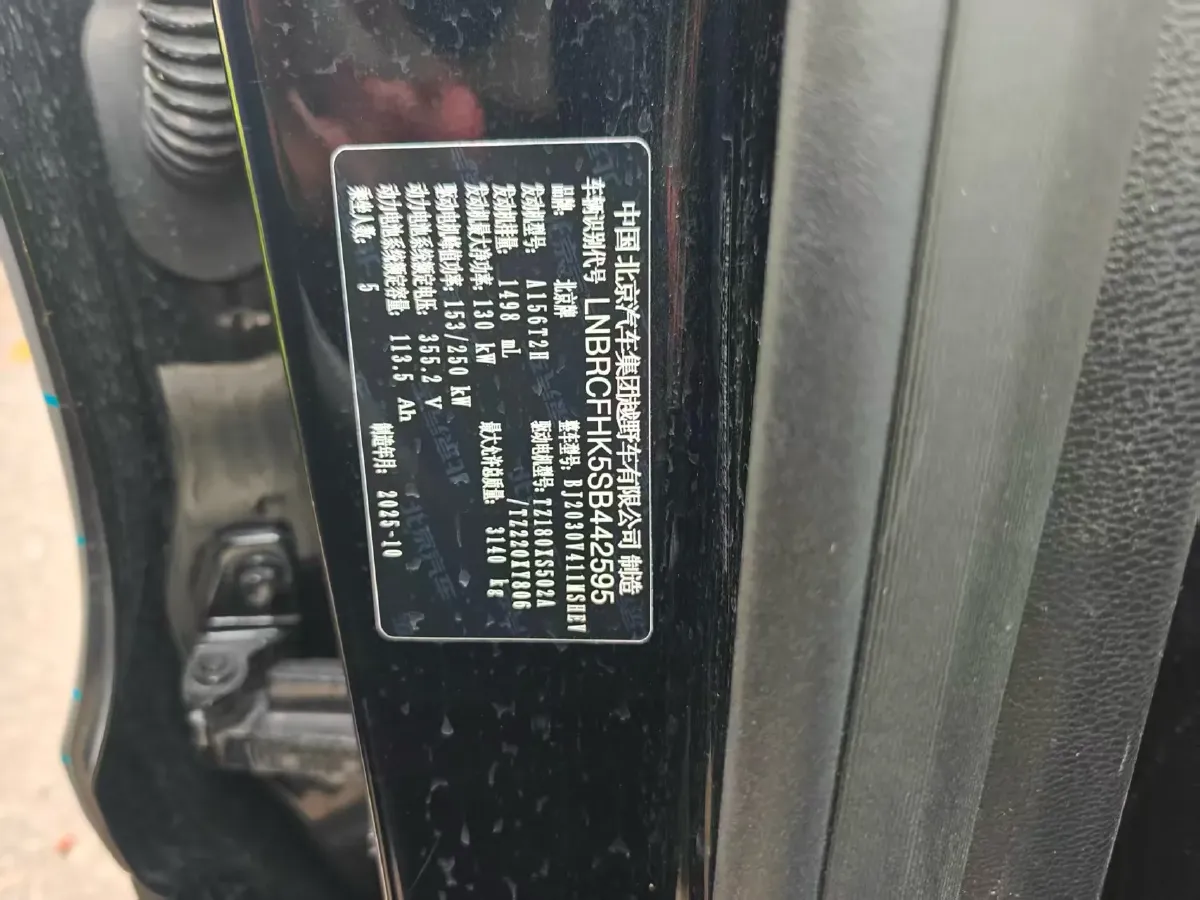 中国 北京汽车集团越野车有限公司 制造
车辆识别代号 LNBRCFHK5SB442595
品牌: 北京牌 整车型号: BJ2030V411MSHEV
发动机型号: A156T2H 驱动电机型号: TZ180XS502A
/TZ220XY806
发动机排量: 1498 mL 最大允许总质量: 3140 kg
发动机最大净功率: 130 kW
驱动电机峰值功率: 153/250 kW
动力电池系统额定电压: 355.2 V
动力电池系统额定容量: 113.5 Ah 制造年月: 2025-10
乘坐人数: 5